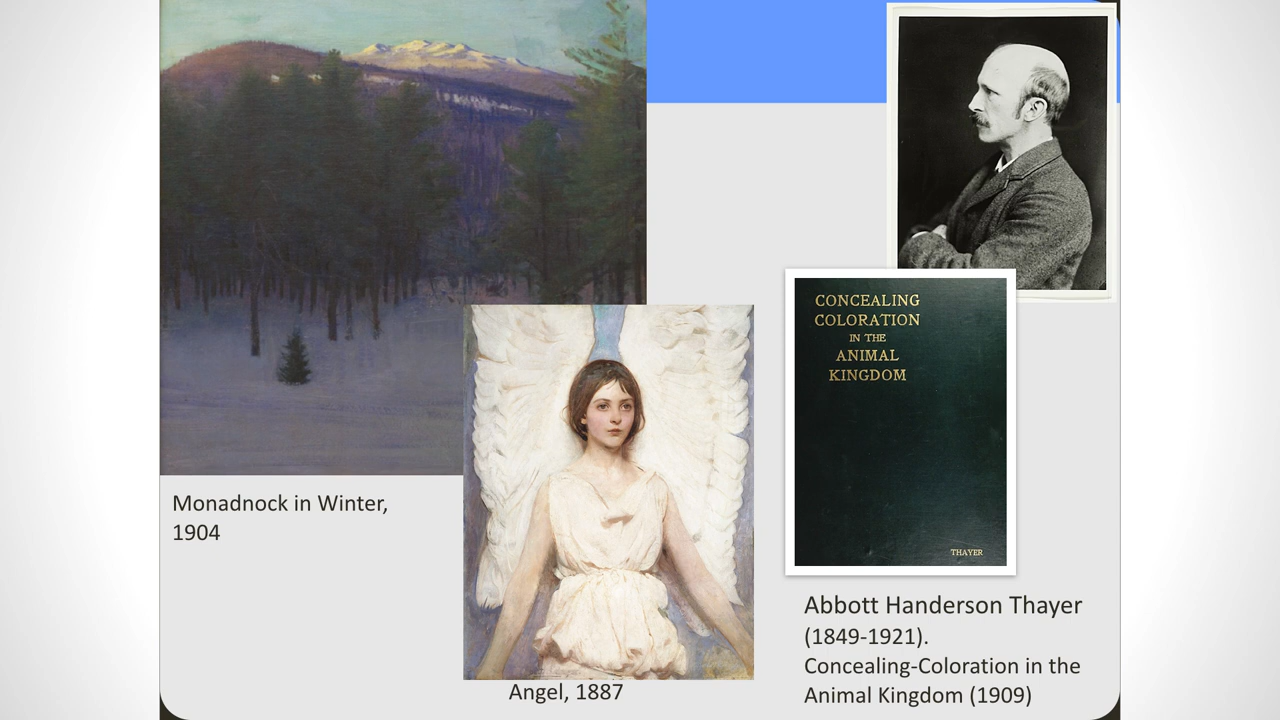 CONCEALING
COLORATION
IN THE
ANIMAL
KINGDOM
THAYER
Monadnock in Winter,
1904
Angel, 1887
Abbott Handerson Thayer
(1849-1921).
Concealing-Coloration in the
Animal Kingdom (1909)